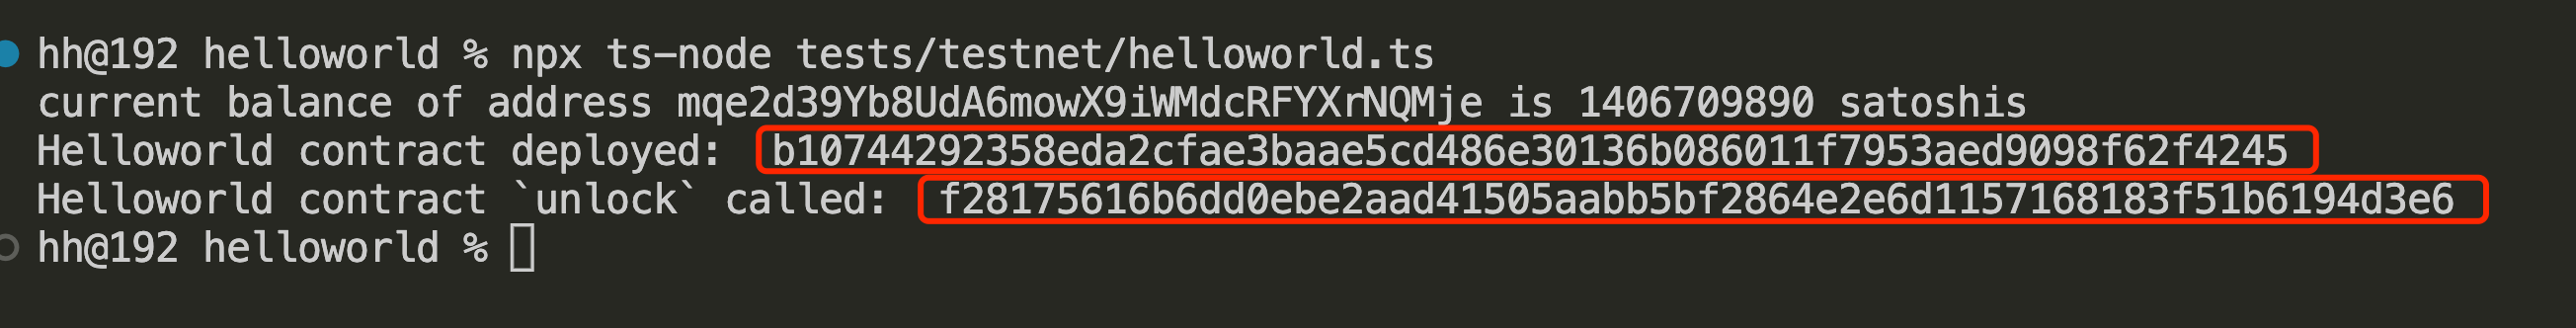 hh@192 helloworld % npx ts-node tests/testnet/helloworld.ts
current balance of address mqe2d39Yb8UdA6mowX9iWMdcRFYXrNQMje is 1406709890 satoshis
Helloworld contract deployed: b10744292358eda2cfae3baae5cd486e30136b086011f7953aed9098f62f4245
Helloworld contract `unlock` called: f28175616b6dd0ebe2aad41505aabb5bf2864e2e6d1157168183f51b6194d3e6
hh@192 helloworld %